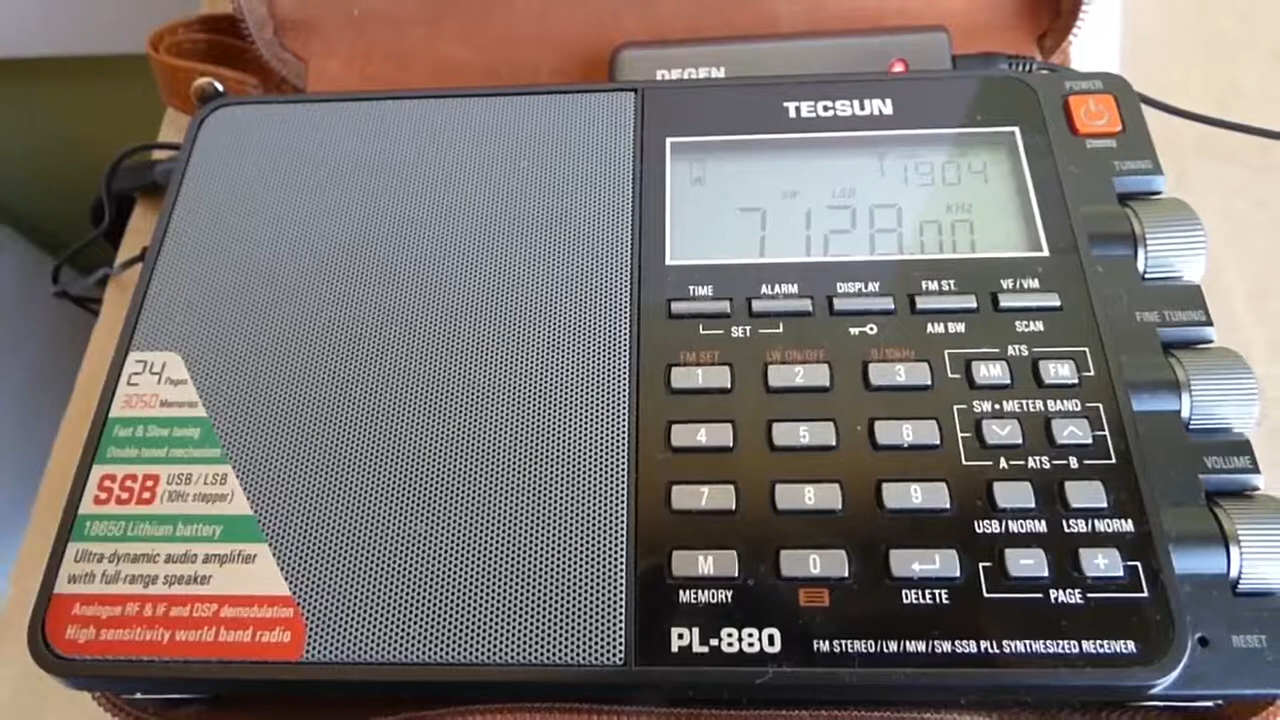 DEGEN
POWER
TECSUN
Display
TUNING
1904
SW LSB
7128.00 kHz
TIME ALARM DISPLAY FM ST. VF/VM
SET AM BW SCAN
FINE TUNING
FM SET LW ON/OFF 9/10kHz ATS
1 2 3 AM FM
SW•METER BAND
4 5 6
A—ATS—B
VOLUME
7 8 9
USB/NORM LSB/NORM
M 0 − +
MEMORY DELETE PAGE
PL-880 FM STEREO/LW/MW/SW-SSB PLL SYNTHESIZED RECEIVER
RESET
24 Pages
3050 Memories
Fast & Slow tuning
Double-tuned mechanism
SSB USB/LSB
(10Hz stepper)
18650 Lithium battery
Ultra-dynamic audio amplifier
with full-range speaker
Analogue RF & IF and DSP demodulation
High sensitivity world band radio